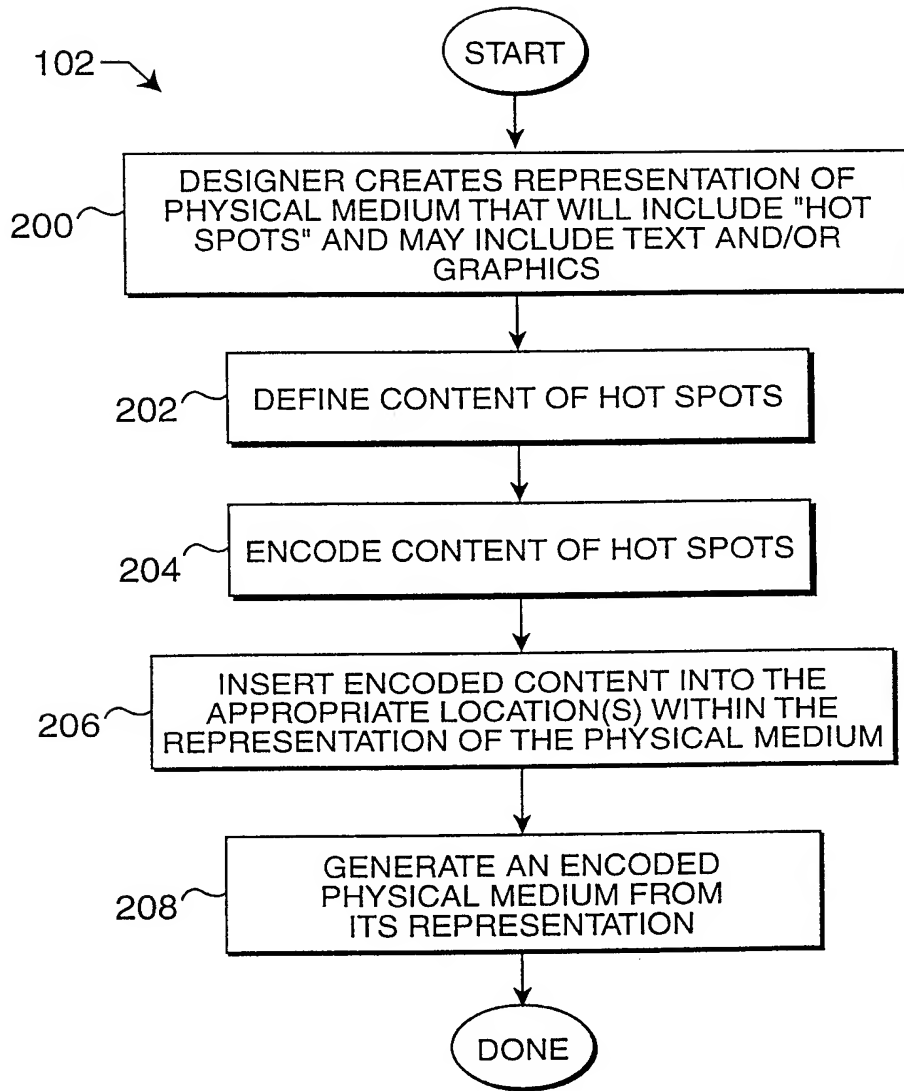 START
102
DESIGNER CREATES REPRESENTATION OF
PHYSICAL MEDIUM THAT WILL INCLUDE "HOT
SPOTS" AND MAY INCLUDE TEXT AND/OR
GRAPHICS
200
DEFINE CONTENT OF HOT SPOTS
202
ENCODE CONTENT OF HOT SPOTS
204
INSERT ENCODED CONTENT INTO THE
APPROPRIATE LOCATION(S) WITHIN THE
REPRESENTATION OF THE PHYSICAL MEDIUM
206
GENERATE AN ENCODED
PHYSICAL MEDIUM FROM
ITS REPRESENTATION
208
DONE